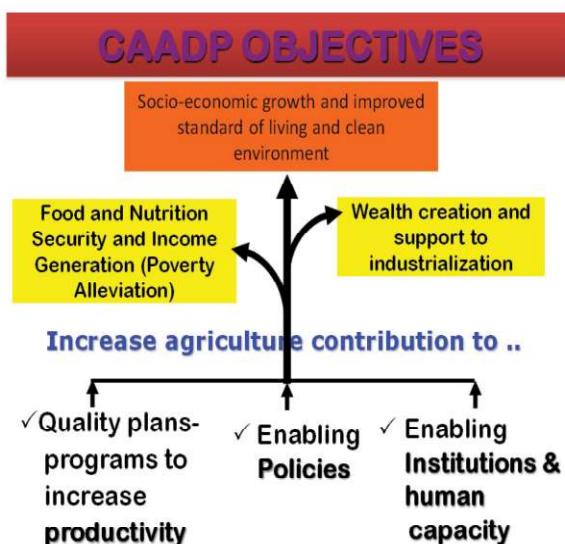 CAADP OBJECTIVES
Socio-economic growth and improved
standard of living and clean
environment
Food and Nutrition
Security and Income
Generation (Poverty
Alleviation)
Wealth creation and
support to
industrialization
Increase agriculture contribution to ..
✓Quality plans-
programs to
increase
productivity
✓ Enabling
Policies
✓ Enabling
Institutions &
human
capacity